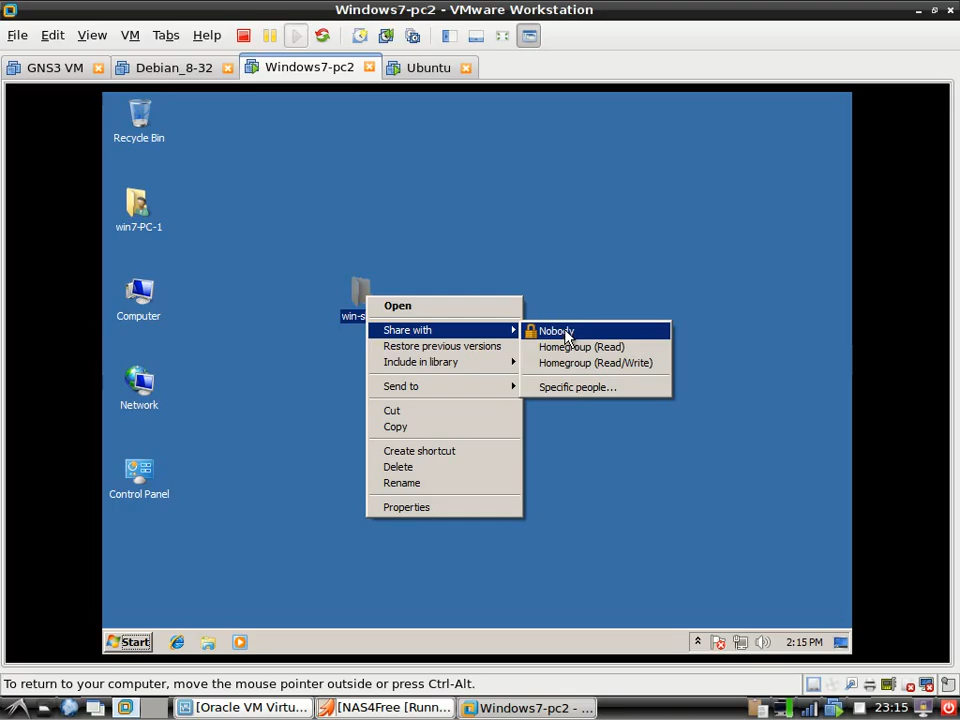 Windows7-pc2 - VMware Workstation
File Edit View VM Tabs Help
GNS3 VM Debian_8-32 Windows7-pc2 Ubuntu
Recycle Bin
win7-PC-1
Computer
Network
Control Panel
win-s
Open
Share with
Restore previous versions
Include in library
Send to
Cut
Copy
Create shortcut
Delete
Rename
Properties
Nobody
Homegroup (Read)
Homegroup (Read/Write)
Specific people...
Start 2:15 PM
To return to your computer, move the mouse pointer outside or press Ctrl-Alt.
[Oracle VM Virtu... [NAS4Free [Runn... Windows7-pc2 - ... 23:15